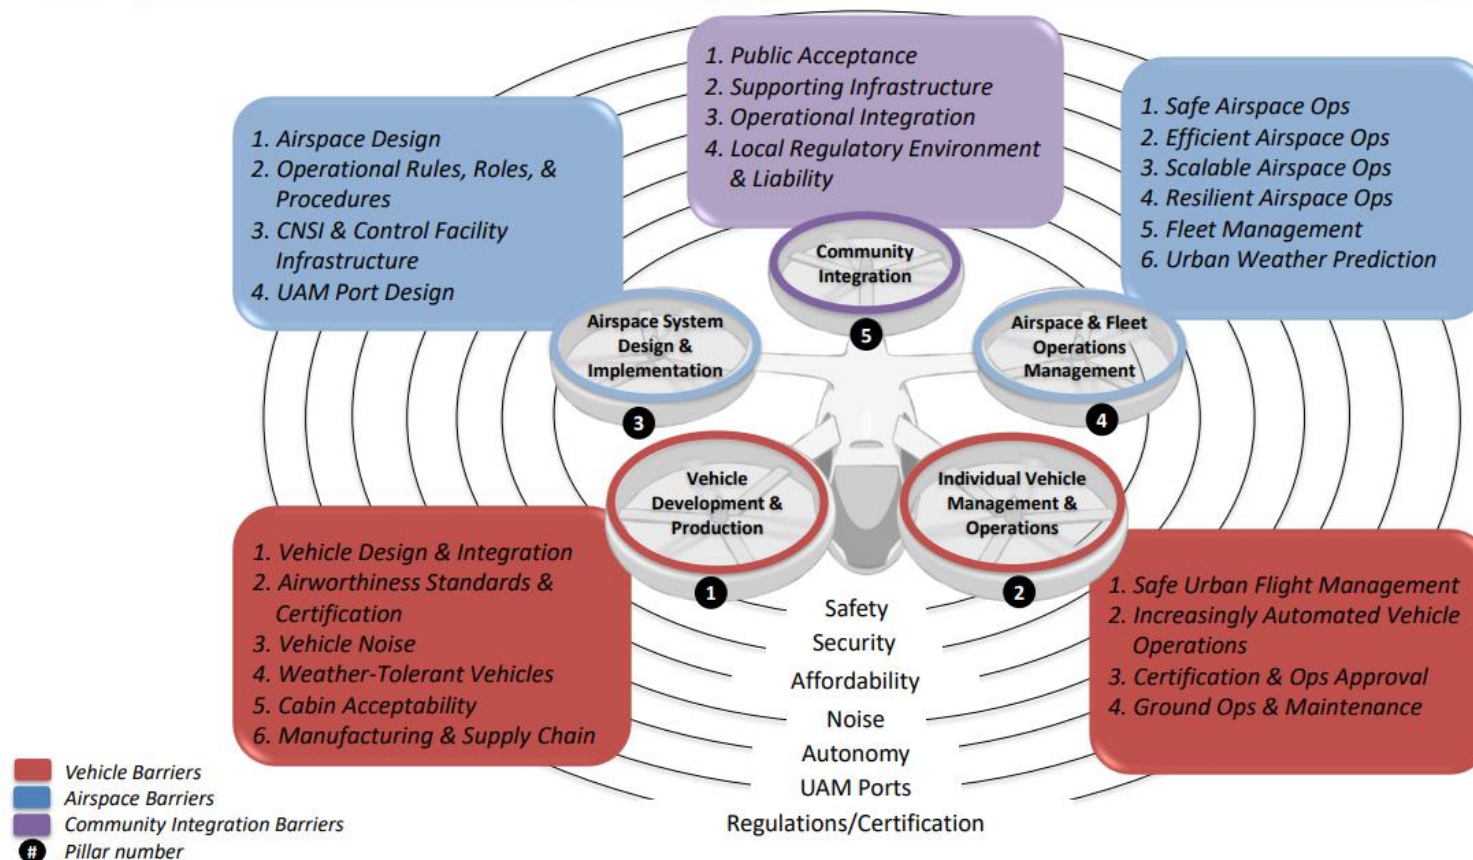 1. Public Acceptance
2. Supporting Infrastructure
3. Operational Integration
4. Local Regulatory Environment
& Liability
1. Airspace Design
2. Operational Rules, Roles, &
Procedures
3. CNSI & Control Facility
Infrastructure
4. UAM Port Design
1. Safe Airspace Ops
2. Efficient Airspace Ops
3. Scalable Airspace Ops
4. Resilient Airspace Ops
5. Fleet Management
6. Urban Weather Prediction
Community
Integration
5
Airspace System
Design &
Implementation
3
Airspace & Fleet
Operations
Management
4
Vehicle
Development &
Production
1
Individual Vehicle
Management &
Operations
2
1. Vehicle Design & Integration
2. Airworthiness Standards &
Certification
3. Vehicle Noise
4. Weather-Tolerant Vehicles
5. Cabin Acceptability
6. Manufacturing & Supply Chain
1. Safe Urban Flight Management
2. Increasingly Automated Vehicle
Operations
3. Certification & Ops Approval
4. Ground Ops & Maintenance
Safety
Security
Affordability
Noise
Autonomy
UAM Ports
Regulations/Certification
Vehicle Barriers
Airspace Barriers
Community Integration Barriers
# Pillar number